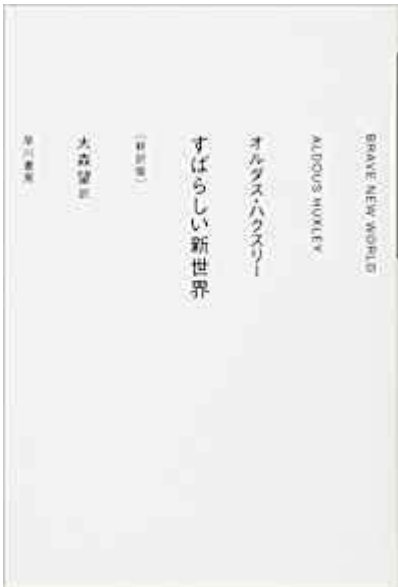 BRAVE NEW WORLD
ALDOUS HUXLEY
オルダス・ハクスリー
すばらしい新世界
〔新訳版〕
大森望訳
早川書房